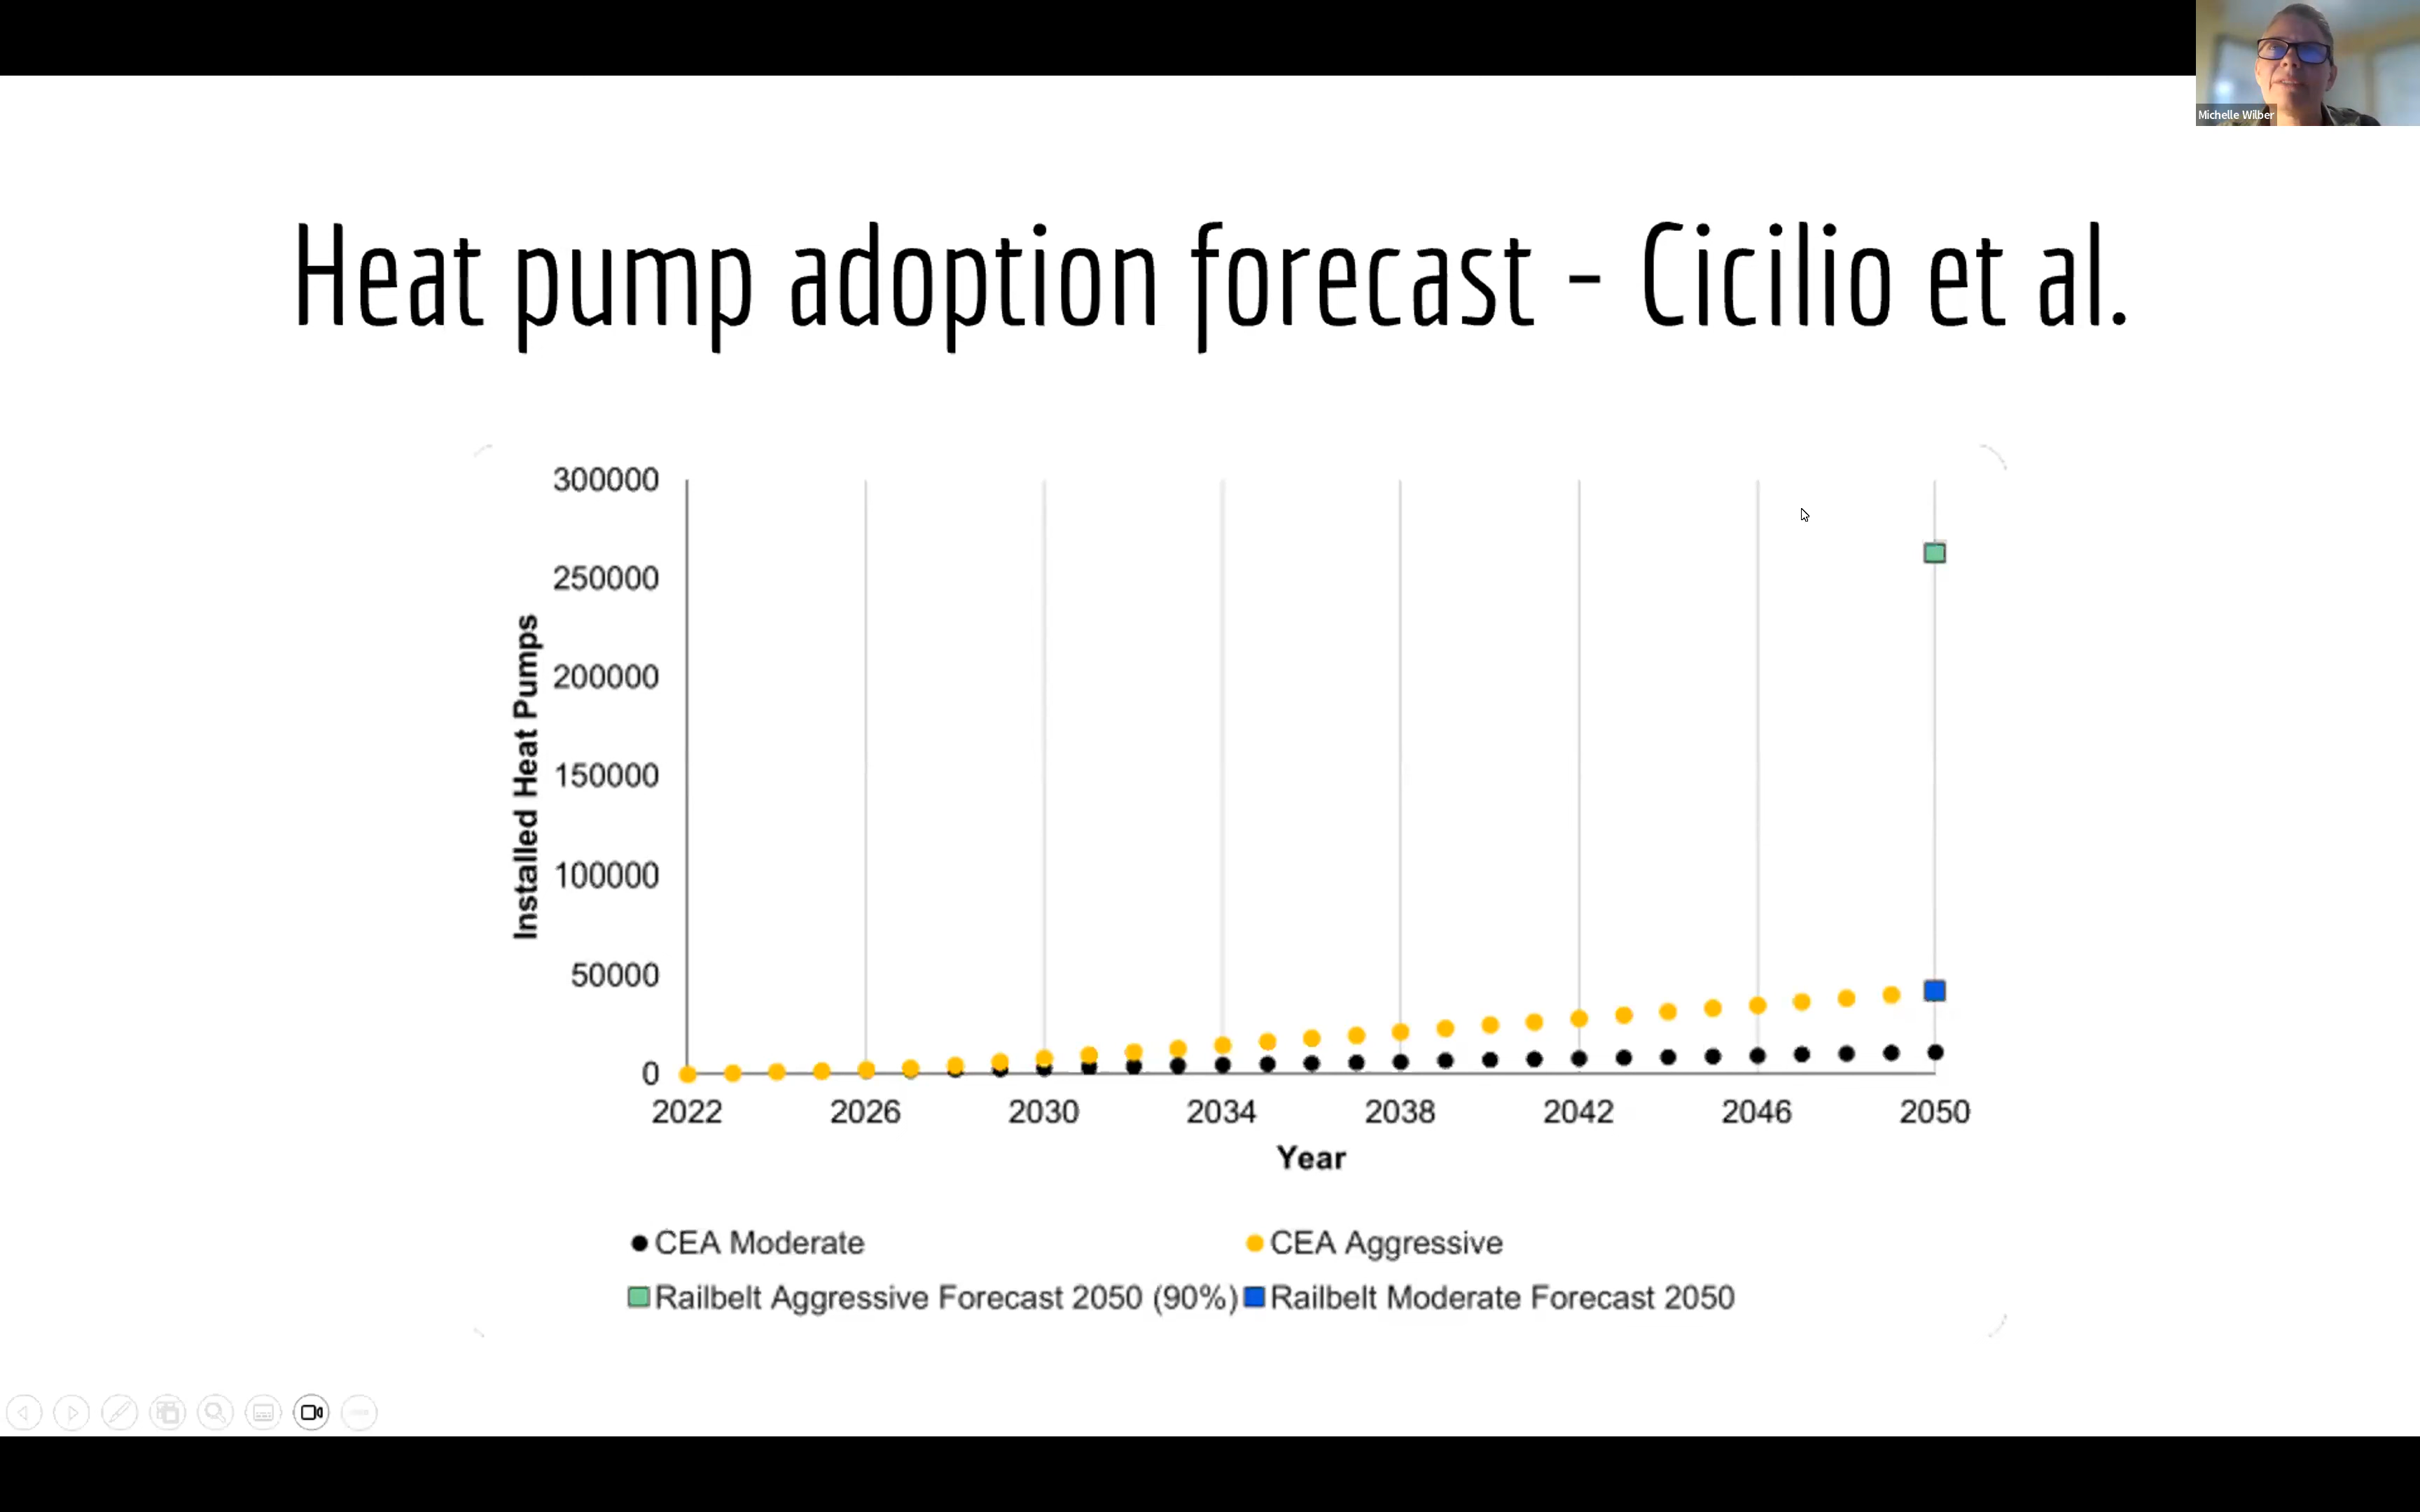 Michelle Wilber
Heat pump adoption forecast - Cicilio et al.
300000
250000
200000
150000
100000
50000
0
Installed Heat Pumps
2022 2026 2030 2034 2038 2042 2046 2050
Year
CEA Moderate CEA Aggressive
Railbelt Aggressive Forecast 2050 (90%) Railbelt Moderate Forecast 2050